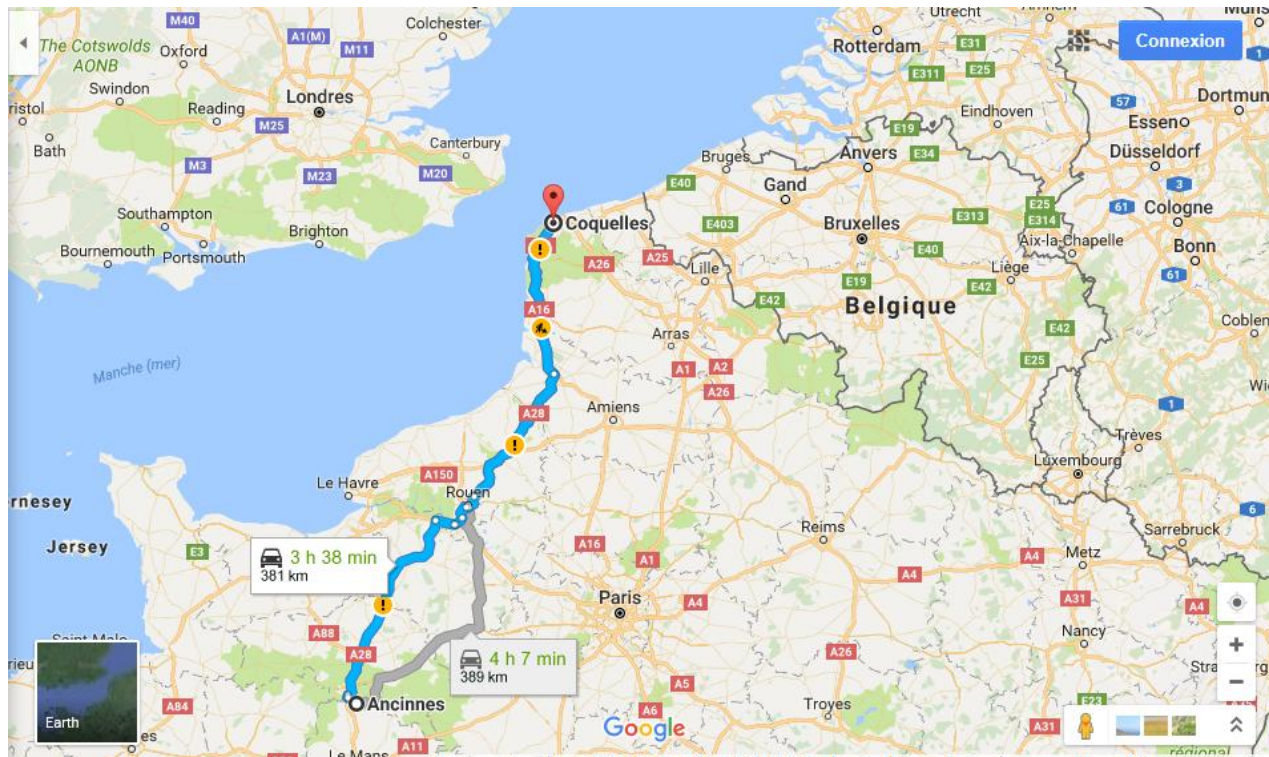 M40
Colchester
Utrecht
The Cotswolds
AONB
Oxford
A1(M)
M11
Rotterdam
E31
E25
E311
Connexion
1
Swindon
Reading
Londres
M25
Bath
Canterbury
M3
M23
M20
Eindhoven
57
Essen
Düsseldorf
E19
Bruges
Anvers
E34
Gand
E40
3
Southampton
Bournemouth
Portsmouth
Brighton
Coquelles
E403
Bruxelles
E313
E25
E314
61
Cologne
A26
A25
Lille
E40
Aix-la-Chapelle
Liège
Bonn
61
E19
E42
E42
Belgique
A16
Arras
E42
E25
Manche (mer)
A1
A2
A26
A28
Amiens
1
Trèves
Luxembourg
Le Havre
A150
Rouen
6
Jersey
E3
3 h 38 min
381 km
A16
A1
Reims
Sarrebruck
Metz
A4
A4
A31
A4
Paris
A4
A88
A28
4 h 7 min
389 km
A26
Nancy
Ancinnes
A5
Troyes
E23
Earth
A84
A6
Google
A31
Le Mans
A11
régional